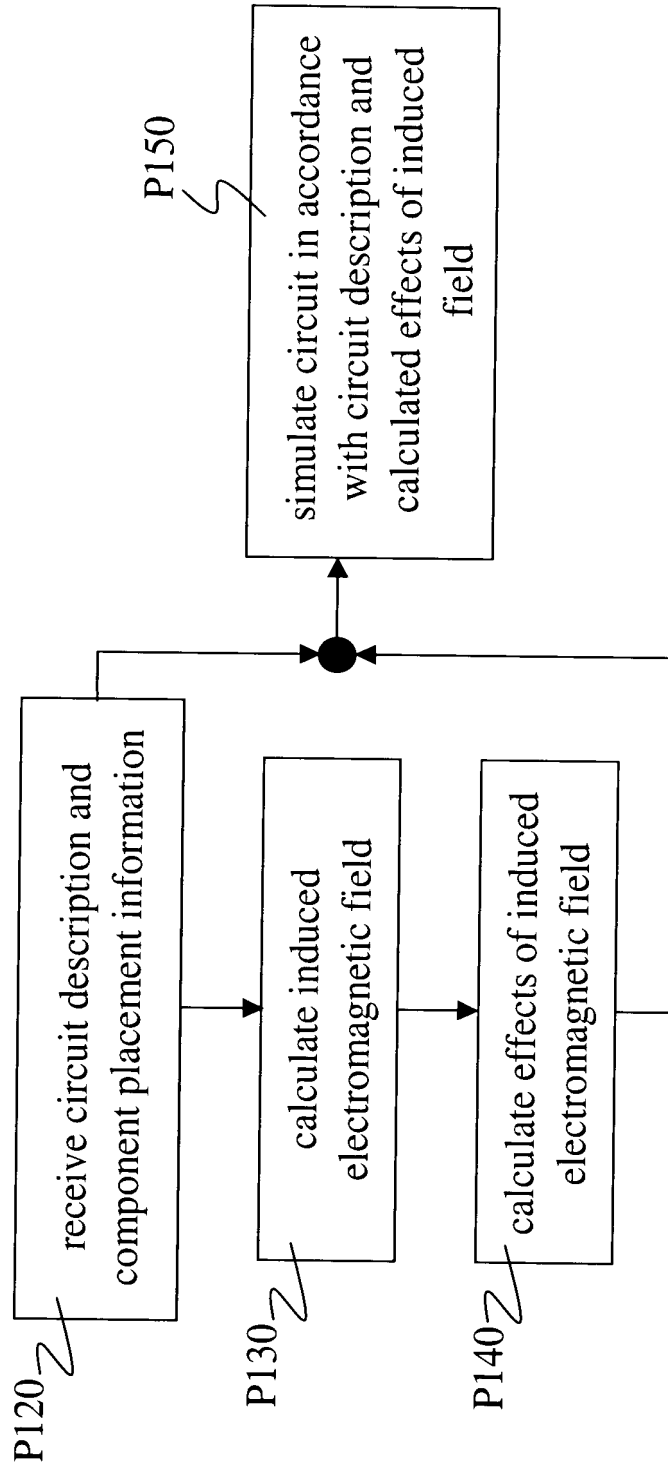 P120
receive circuit description and
component placement information
P130
calculate induced
electromagnetic field
P140
calculate effects of induced
electromagnetic field
P150
simulate circuit in accordance
with circuit description and
calculated effects of induced
field